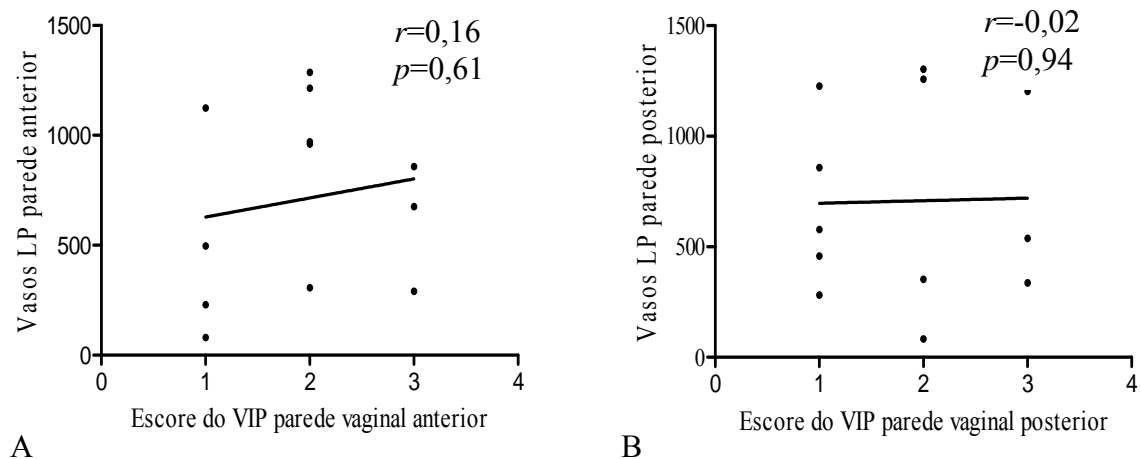 r=0,16
p=0,61
Vasos LP parede anterior
1500
1000
500
0
0 1 2 3 4
Escore do VIP parede vaginal anterior
A
r=-0,02
p=0,94
Vasos LP parede posterior
1500
1000
500
0
0 1 2 3 4
Escore do VIP parede vaginal posterior
B